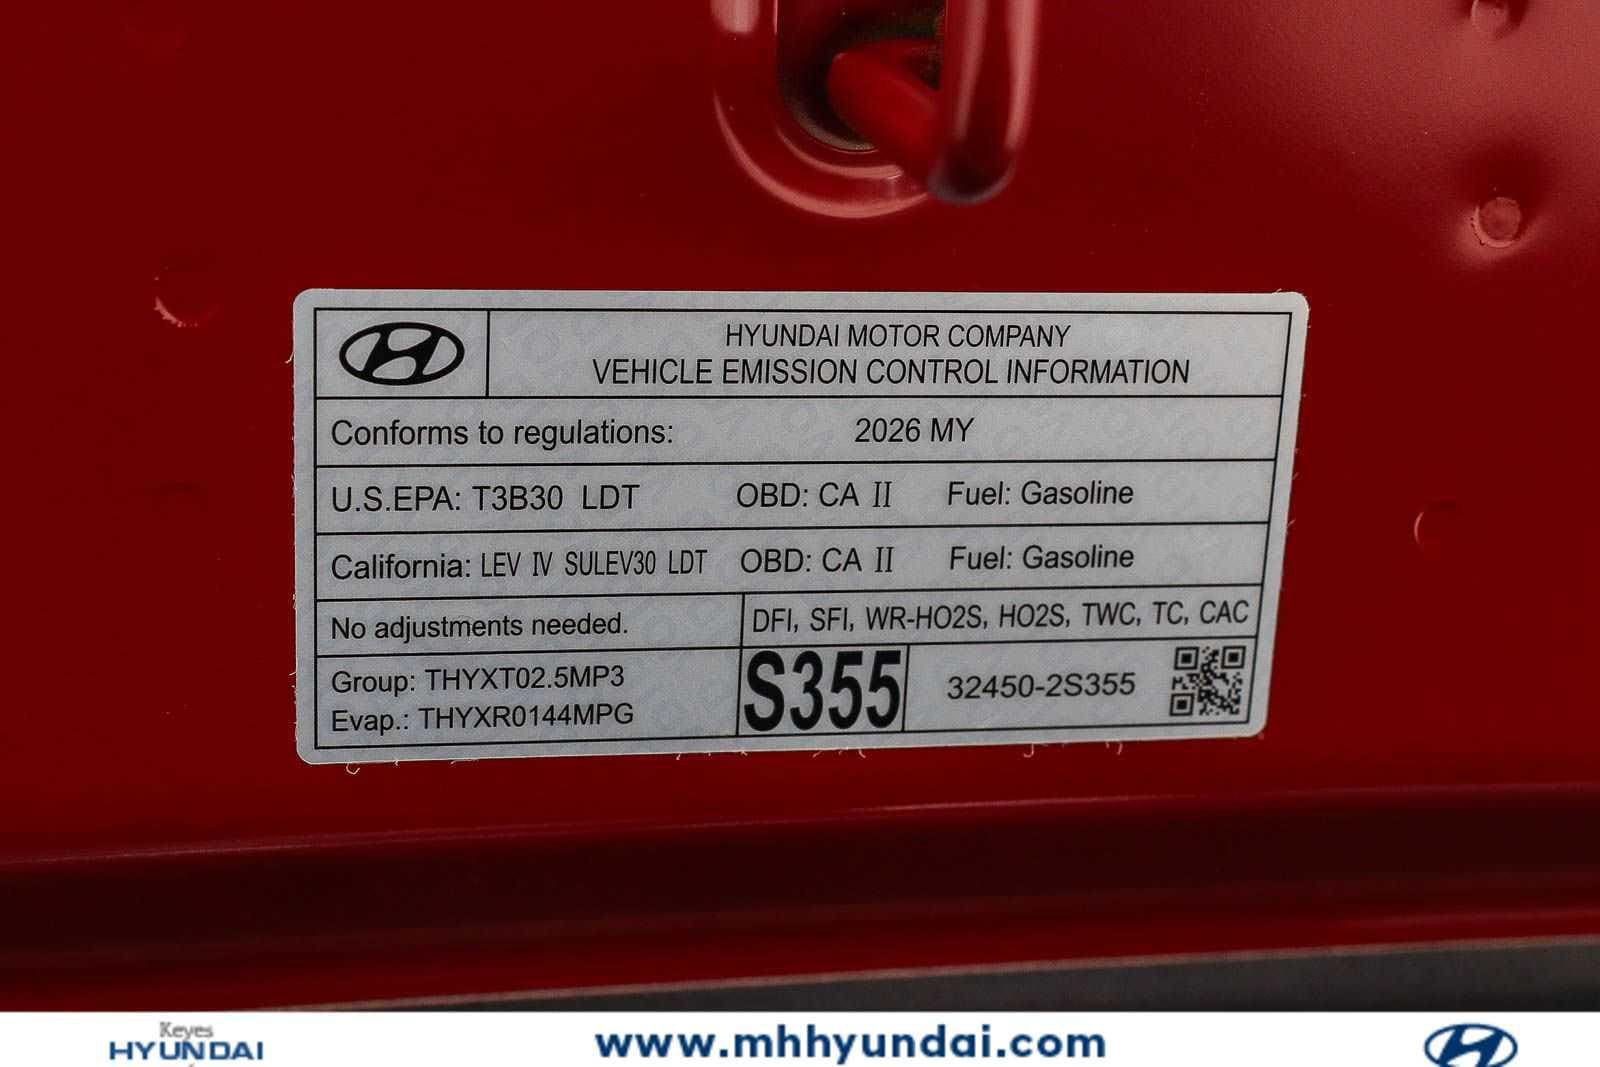 HYUNDAI MOTOR COMPANY
VEHICLE EMISSION CONTROL INFORMATION
Conforms to regulations: 2026 MY
U.S.EPA: T3B30 LDT OBD: CA II Fuel: Gasoline
California: LEV IV SULEV30 LDT OBD: CA II Fuel: Gasoline
No adjustments needed. DFI, SFI, WR-HO2S, HO2S, TWC, TC, CAC
Group: THYXT02.5MP3
Evap.: THYXR0144MPG
S355 32450-2S355
Keyes
HYUNDAI
www.mhhyundai.com